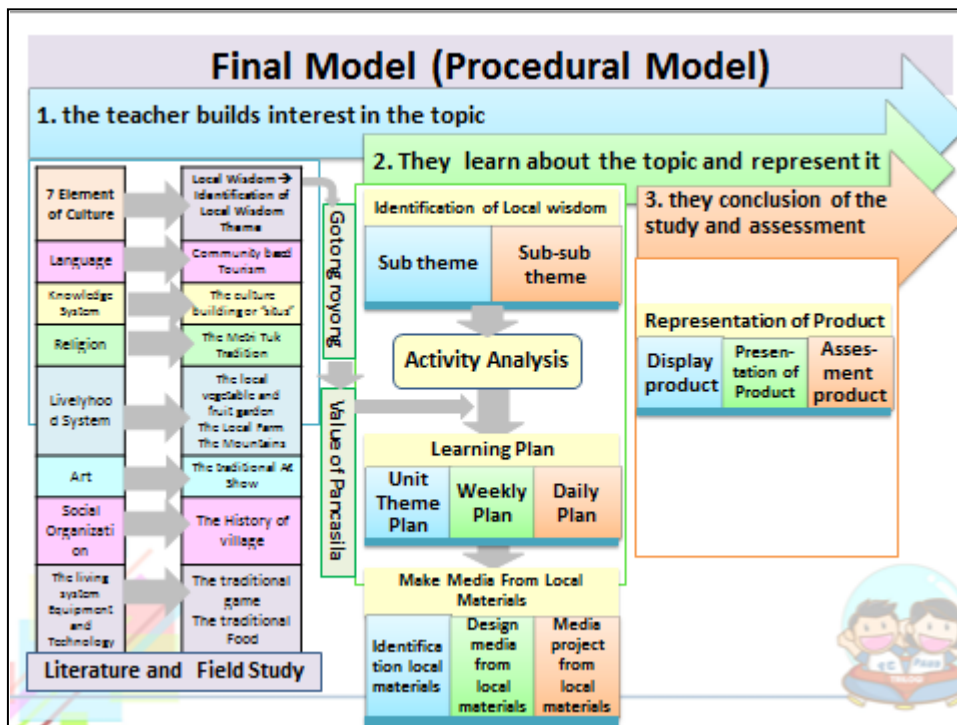 Final Model (Procedural Model)
1. the teacher builds interest in the topic
2. They learn about the topic and represent it
3. they conclusion of the
study and assessment
7 Element
of Culture
Local Wisdom →
Identification of
Local Wisdom
Theme
Language
Community based
Tourism
Knowledge
System
The culture
building or "situs"
Religion
The Metri Tuk
Tradition
Livelyhoo
d System
The local
vegetable and
fruit garden
The Local Farm
The Mountains
Art
The traditional Art
Show
Social
Organizati
on
The History of
village
The living
system
Equipment
and
Technology
The traditional
game
The traditional
Food
Literature and Field Study
Gotong royong
Value of Pancasila
Identification of Local wisdom
Sub theme
Sub-sub
theme
Activity Analysis
Learning Plan
Unit
Theme
Plan
Weekly
Plan
Daily
Plan
Make Media From Local
Materials
Identifica
tion local
materials
Design
media
from
local
materials
Media
project
from local
materials
Representation of Product
Display
product
Presen-
tation of
Product
Asses-
ment
product